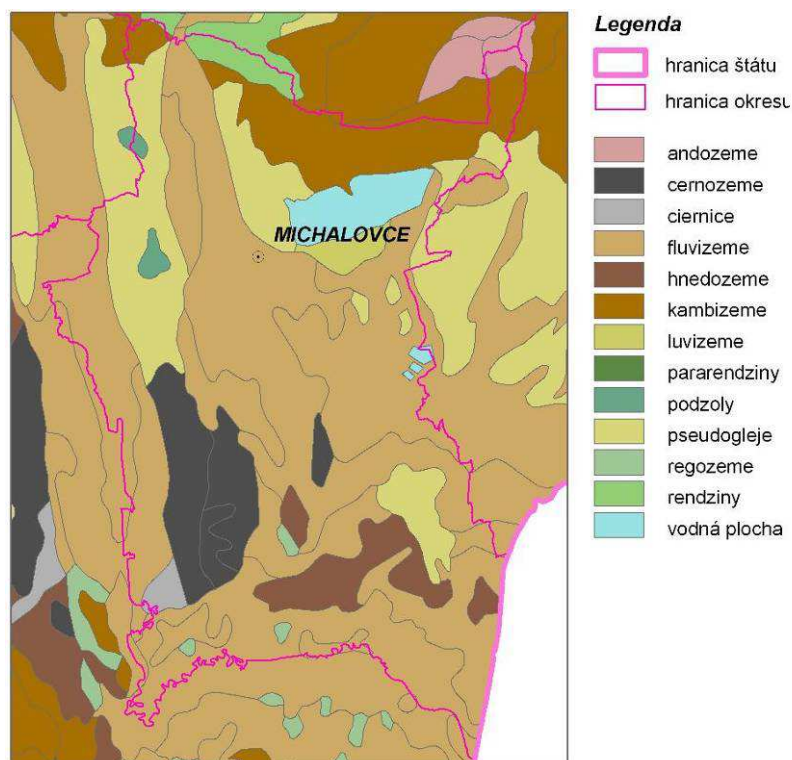 Legenda
hranica štátu
hranica okresu
andozeme
cernozeme
ciernice
fluvizeme
hnedozeme
kambizeme
luvizeme
pararendziny
podzoly
pseudogleje
regozeme
rendziny
vodná plocha
MICHALOVCE